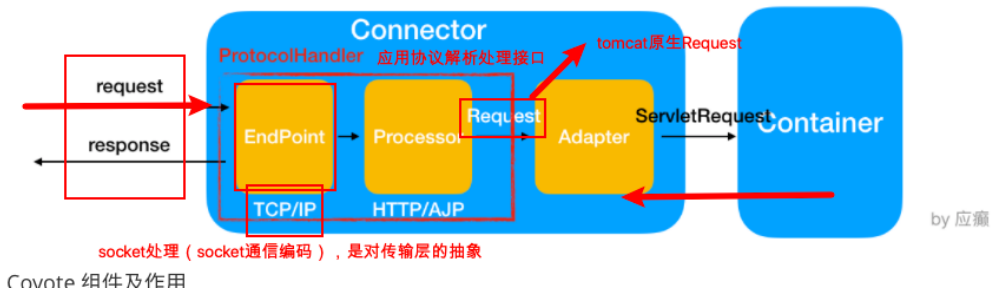 Connector
ProtocolHandler 应用协议解析处理接口
tomcat原生Request
request
response
EndPoint
Processor
Request
Adapter
ServletRequest
Container
TCP/IP
HTTP/AJP
by 应癫
socket处理（socket通信编码），是对传输层的抽象
Coyote 组件及作用